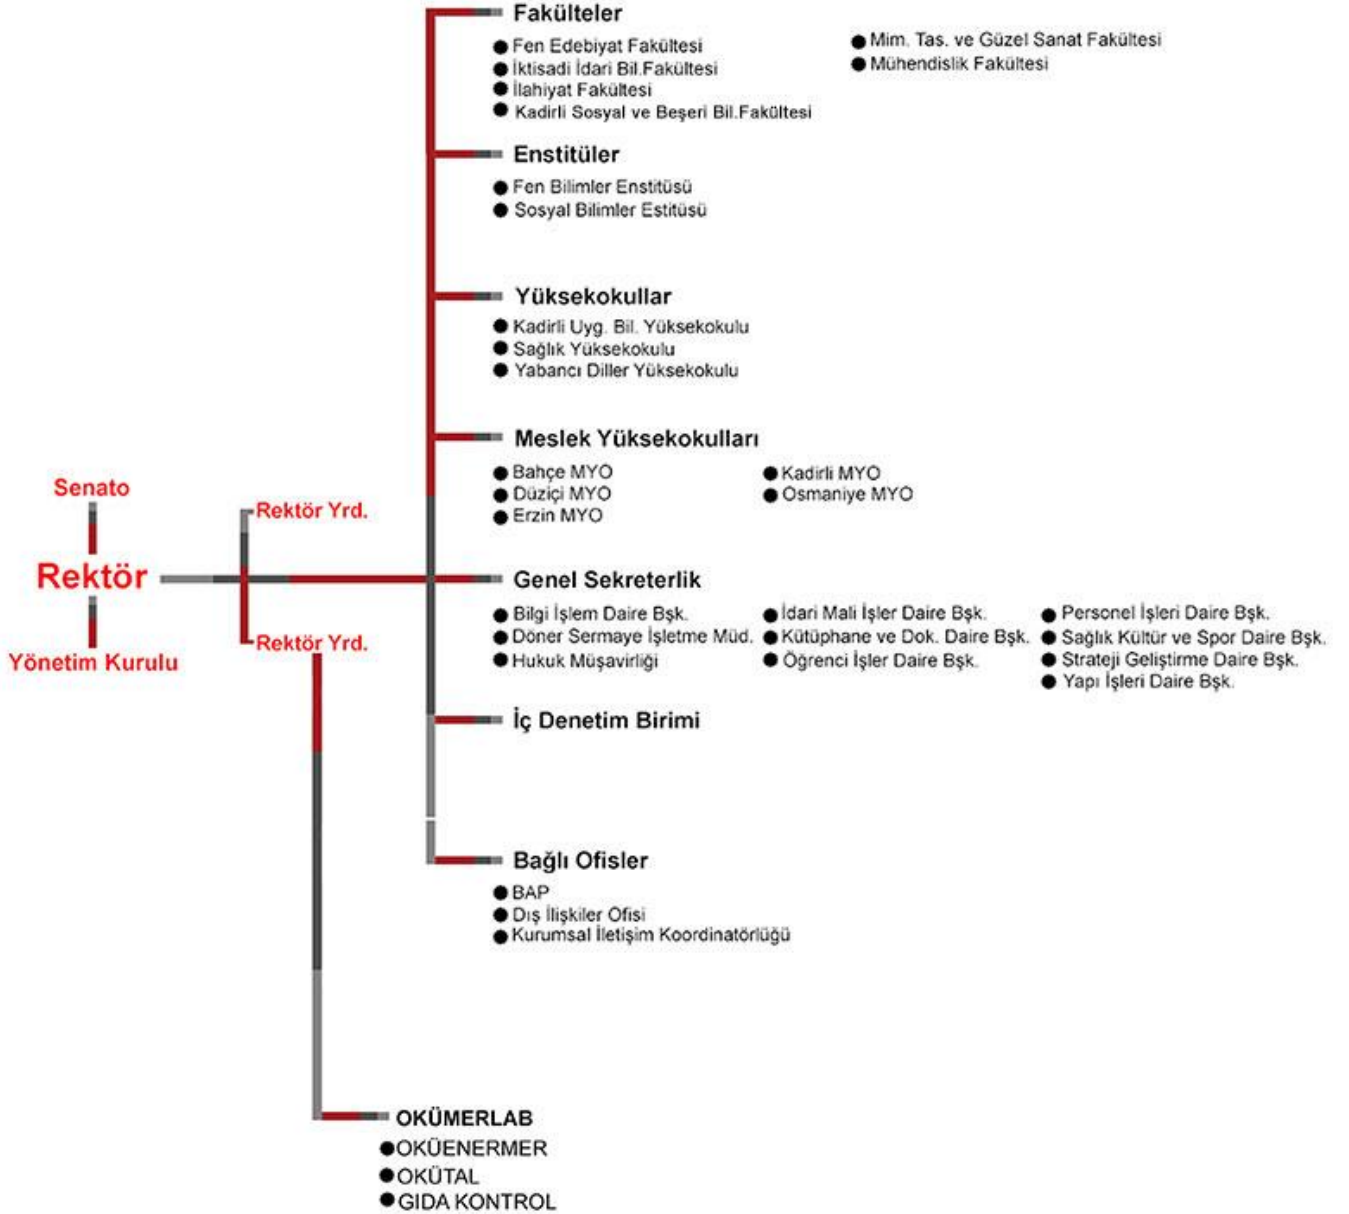 Fakülteler
● Fen Edebiyat Fakültesi
● İktisadi İdari Bil.Fakültesi
● İlahiyat Fakültesi
● Kadirli Sosyal ve Beşeri Bil.Fakültesi
● Mim. Tas. ve Güzel Sanat Fakültesi
● Mühendislik Fakültesi
Enstitüler
● Fen Bilimler Enstitüsü
● Sosyal Bilimler Estitüsü
Yüksekokullar
● Kadirli Uyg. Bil. Yüksekokulu
● Sağlık Yüksekokulu
● Yabancı Diller Yüksekokulu
Meslek Yüksekokulları
● Bahçe MYO
● Düziçi MYO
● Erzin MYO
● Kadirli MYO
● Osmaniye MYO
Senato
Rektör
Yönetim Kurulu
Rektör Yrd.
Rektör Yrd.
Genel Sekreterlik
● Bilgi İşlem Daire Bşk.
● Döner Sermaye İşletme Müd.
● Hukuk Müşavirliği
● İdari Mali İşler Daire Bşk.
● Kütüphane ve Dok. Daire Bşk.
● Öğrenci İşler Daire Bşk.
● Personel İşleri Daire Bşk.
● Sağlık Kültür ve Spor Daire Bşk.
● Strateji Geliştirme Daire Bşk.
● Yapı İşleri Daire Bşk.
İç Denetim Birimi
Bağlı Ofisler
● BAP
● Dış İlişkiler Ofisi
● Kurumsal İletişim Koordinatörlüğü
OKÜMERLAB
● OKÜENERMER
● OKÜTAL
● GIDA KONTROL